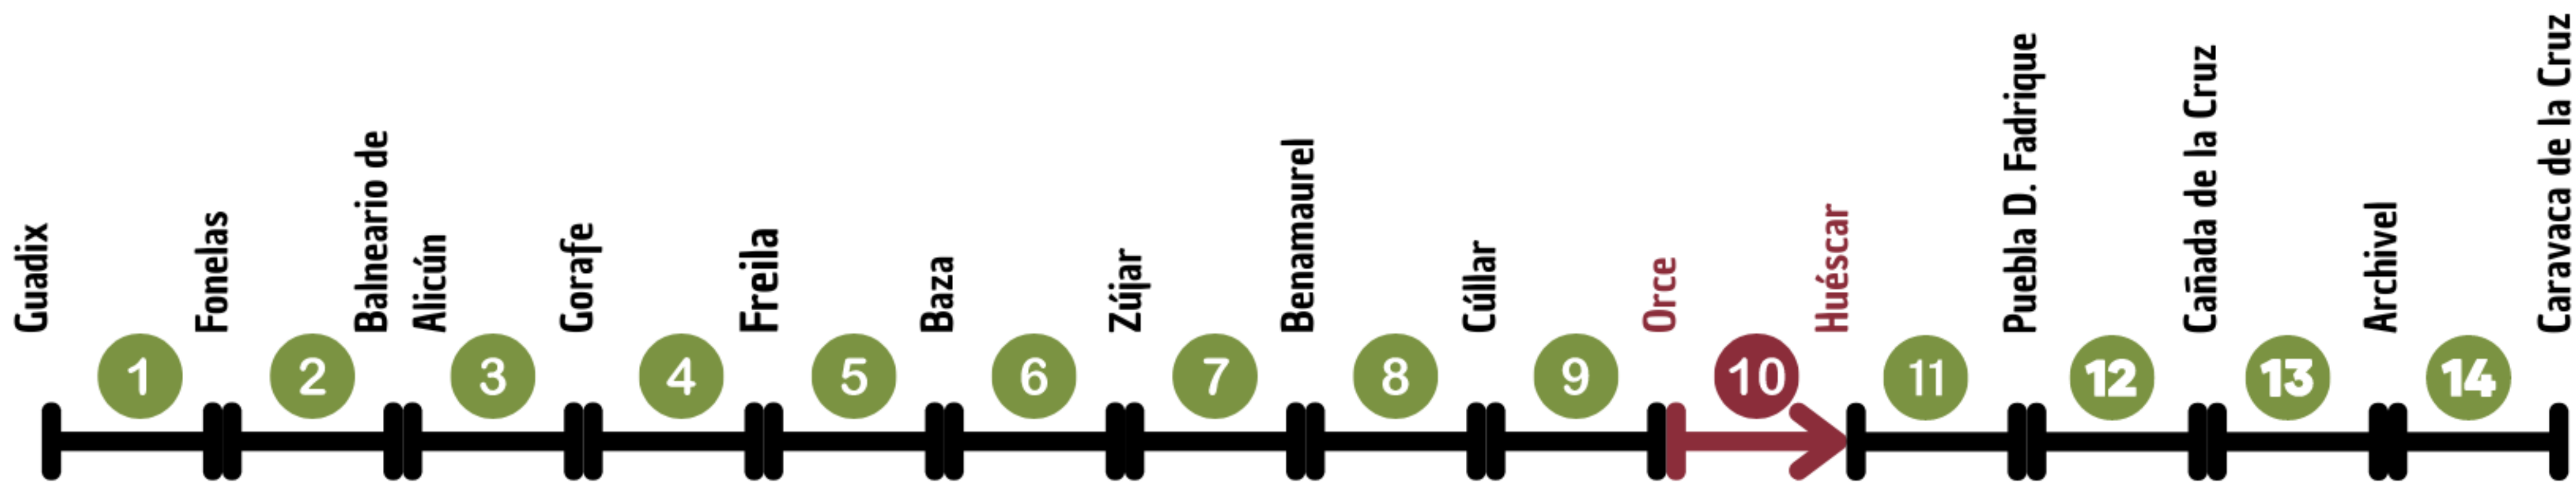 Guadix
Fonelas
Balneario de
Alicún
Gorafe
Freila
Baza
Zújar
Benamaurel
Cúllar
Orce
Huéscar
Puebla D. Fadrique
Cañada de la Cruz
Archivel
Caravaca de la Cruz
1
2
3
4
5
6
7
8
9
10
11
12
13
14